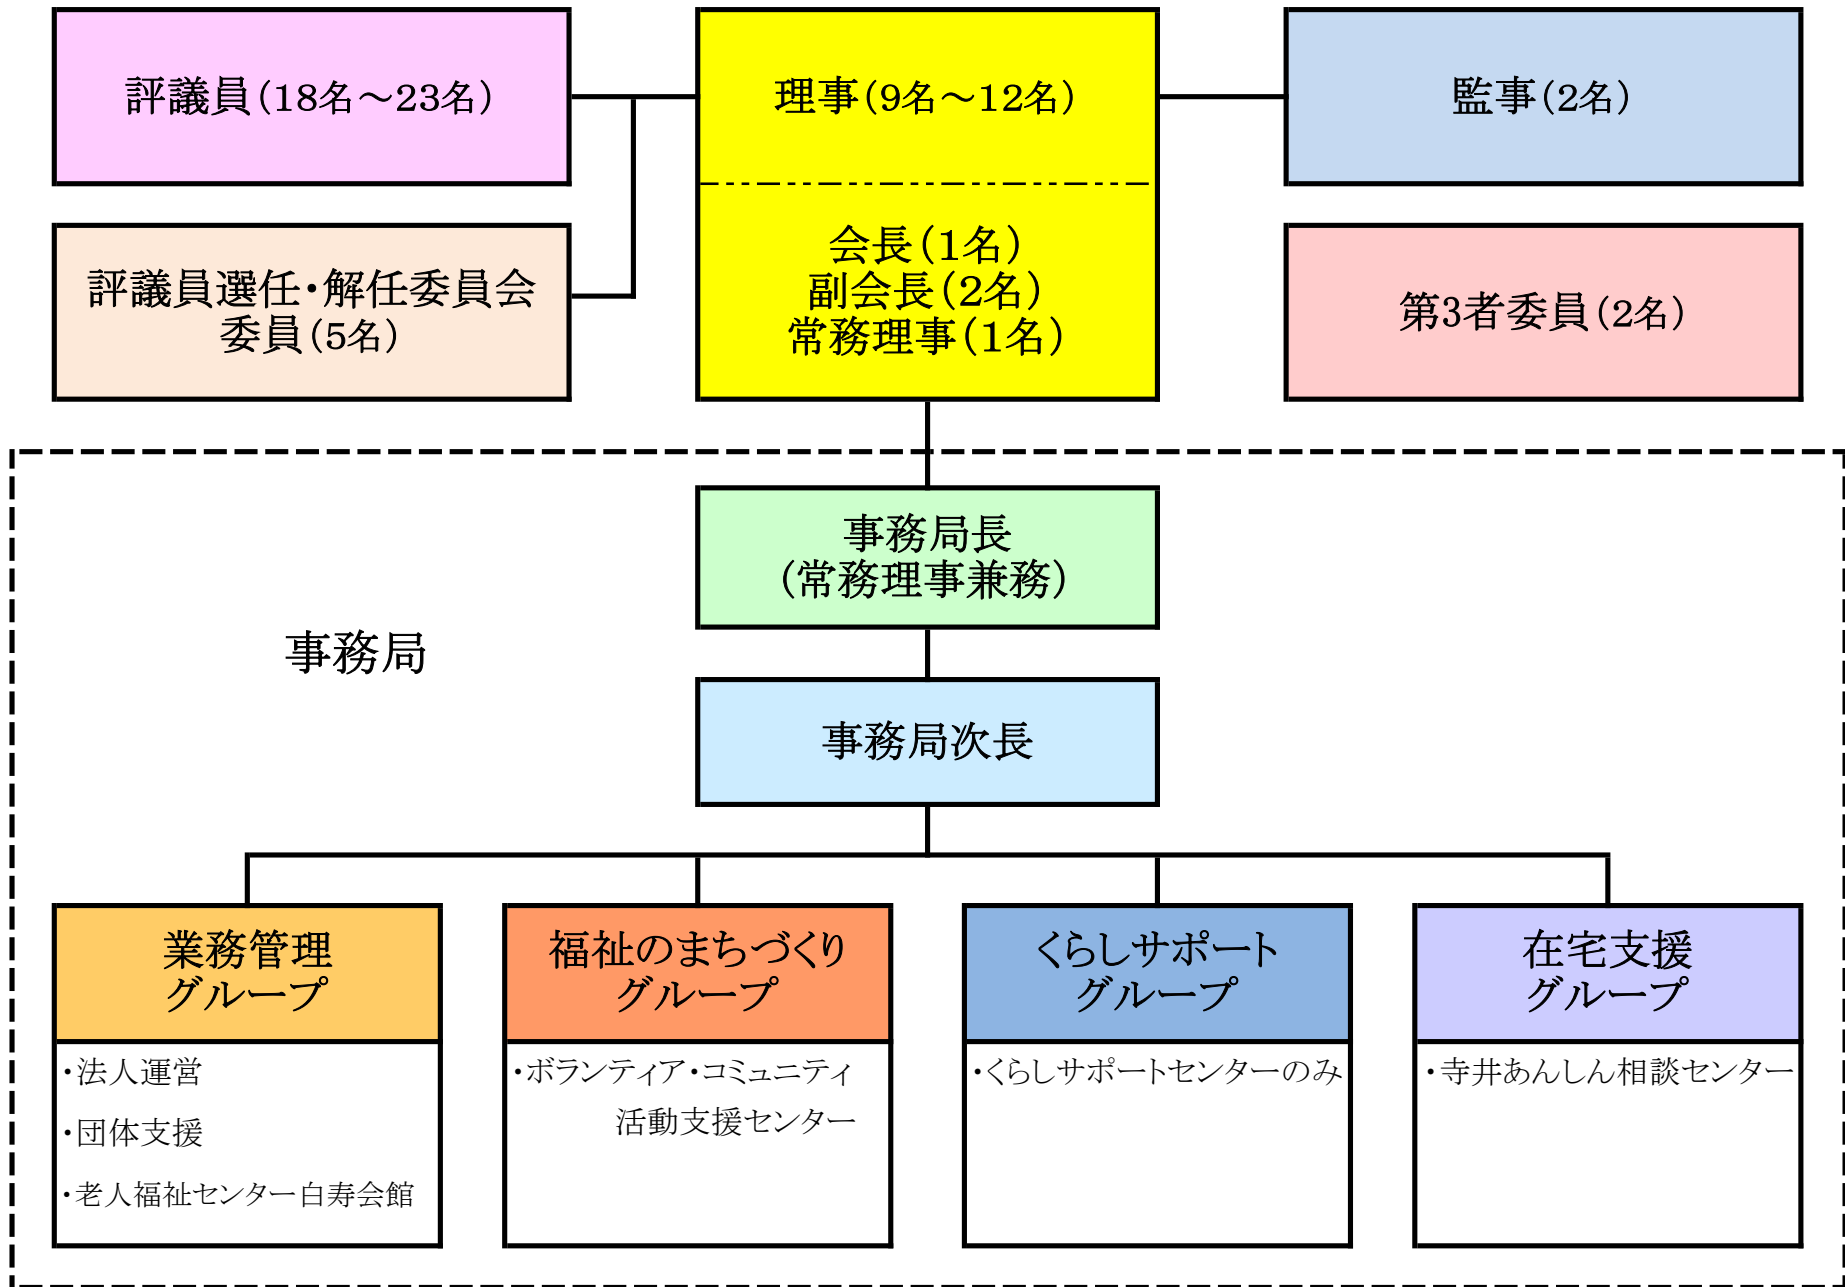 評議員(18名～23名)
理事(9名～12名)
監事(2名)
評議員選任・解任委員会
委員(5名)
会長(1名)
副会長(2名)
常務理事(1名)
第3者委員(2名)
事務局長
(常務理事兼務)
事務局
事務局次長
業務管理
グループ
・法人運営
・団体支援
・老人福祉センター白寿会館
福祉のまちづくり
グループ
・ボランティア・コミュニティ
活動支援センター
くらしサポート
グループ
・くらしサポートセンターのみ
在宅支援
グループ
・寺井あんしん相談センター